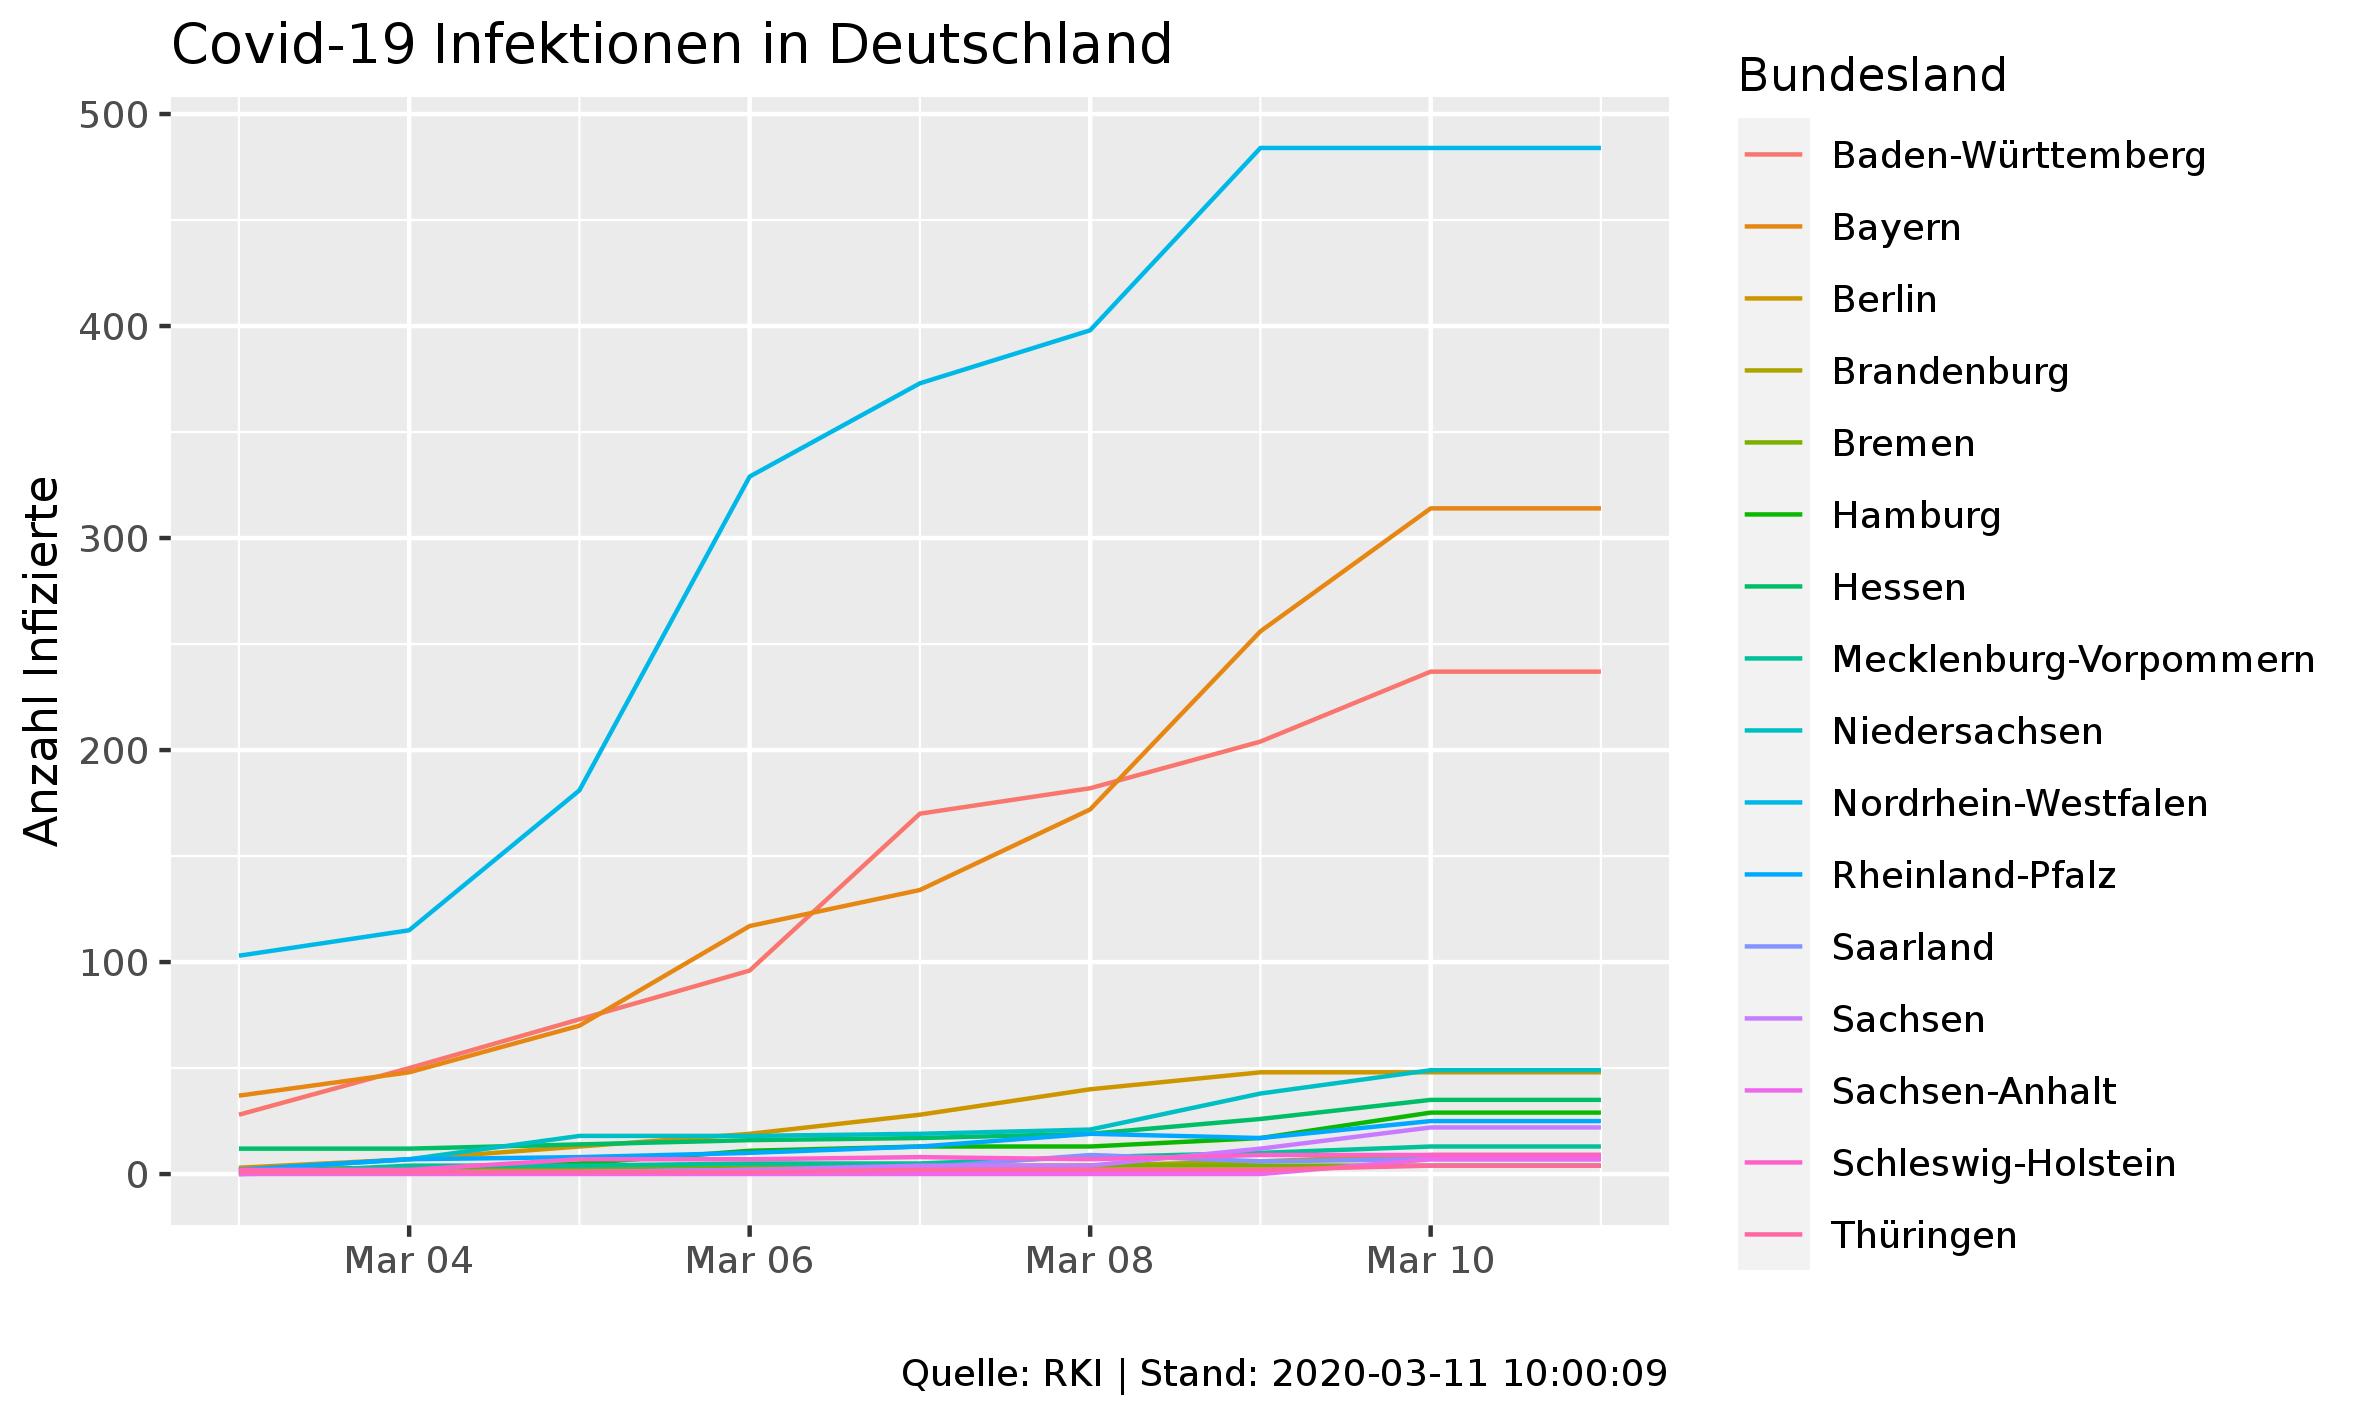 Covid-19 Infektionen in Deutschland
Anzahl Infizierte
500
400
300
200
100
0
Mar 04
Mar 06
Mar 08
Mar 10
Bundesland
Baden-Württemberg
Bayern
Berlin
Brandenburg
Bremen
Hamburg
Hessen
Mecklenburg-Vorpommern
Niedersachsen
Nordrhein-Westfalen
Rheinland-Pfalz
Saarland
Sachsen
Sachsen-Anhalt
Schleswig-Holstein
Thüringen
Quelle: RKI | Stand: 2020-03-11 10:00:09